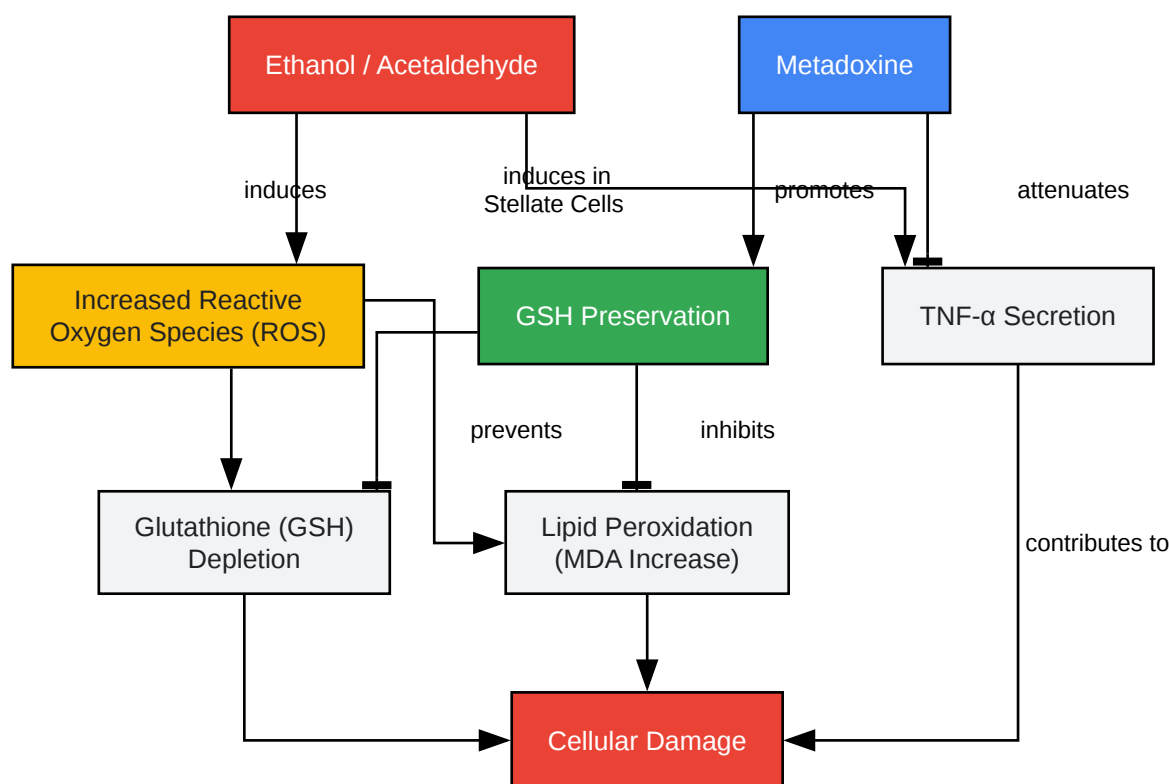 Ethanol / Acetaldehyde
Metadoxine
induces
induces in
Stellate Cells
promotes
attenuates
Increased Reactive
Oxygen Species (ROS)
GSH Preservation
TNF-α Secretion
prevents
inhibits
Glutathione (GSH)
Depletion
Lipid Peroxidation
(MDA Increase)
contributes to
Cellular Damage